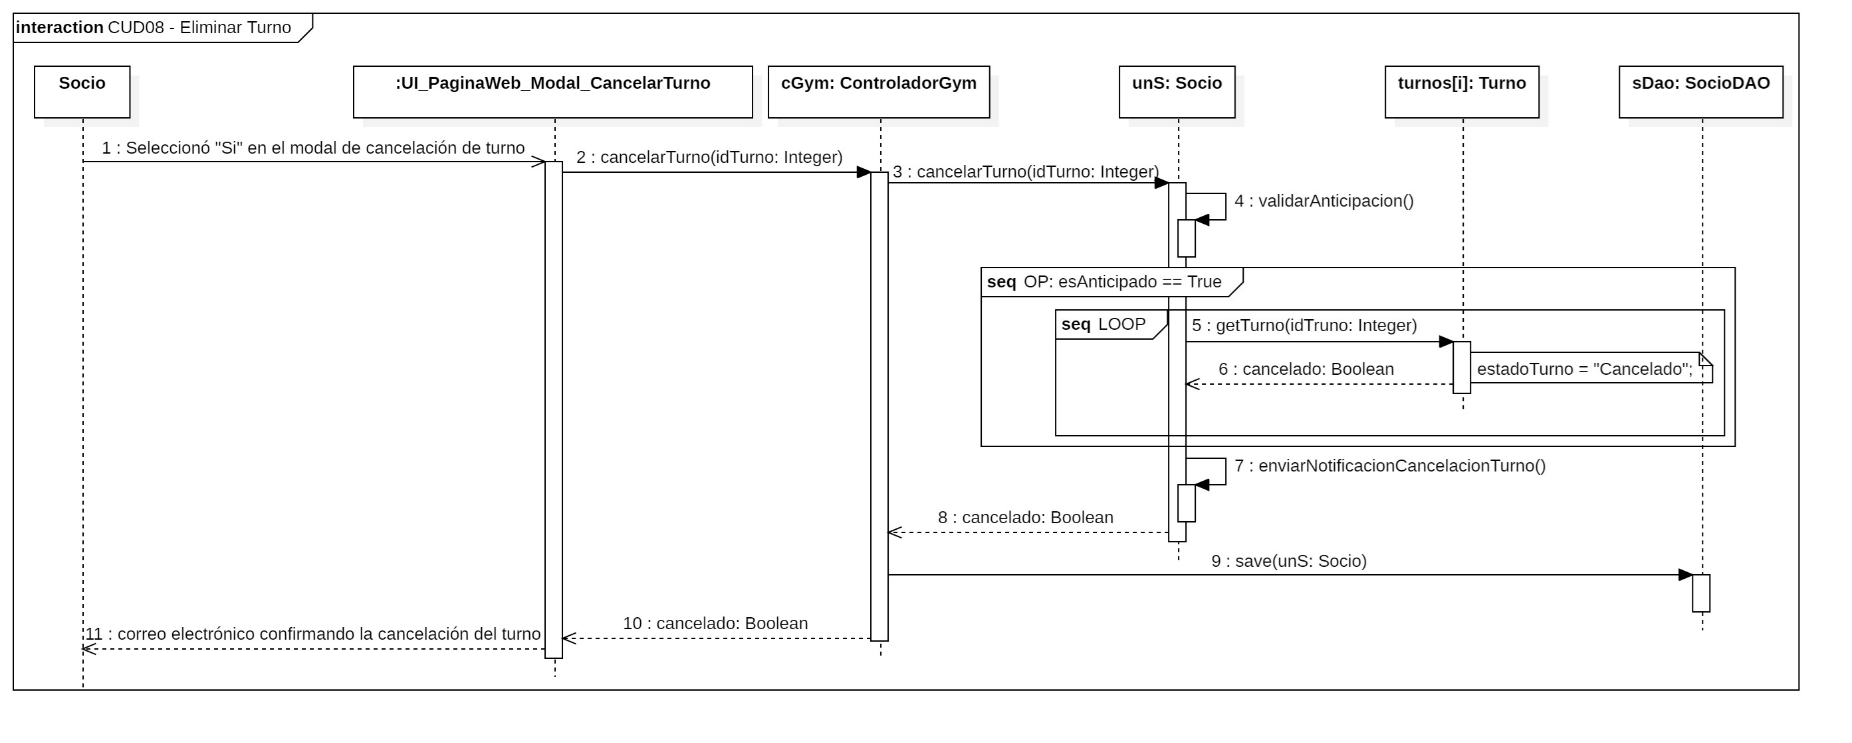 interaction CUD08 - Eliminar Turno
Socio
:UI_PaginaWeb_Modal_CancelarTurno
cGym: ControladorGym
unS: Socio
turnos[i]: Turno
sDao: SocioDAO
1 : Seleccionó "Si" en el modal de cancelación de turno
2 : cancelarTurno(idTurno: Integer)
3 : cancelarTurno(idTurno: Integer)
4 : validarAnticipacion()
seq OP: esAnticipado == True
seq LOOP
5 : getTurno(idTruno: Integer)
estadoTurno = "Cancelado";
6 : cancelado: Boolean
7 : enviarNotificacionCancelacionTurno()
8 : cancelado: Boolean
9 : save(unS: Socio)
10 : cancelado: Boolean
11 : correo electrónico confirmando la cancelación del turno